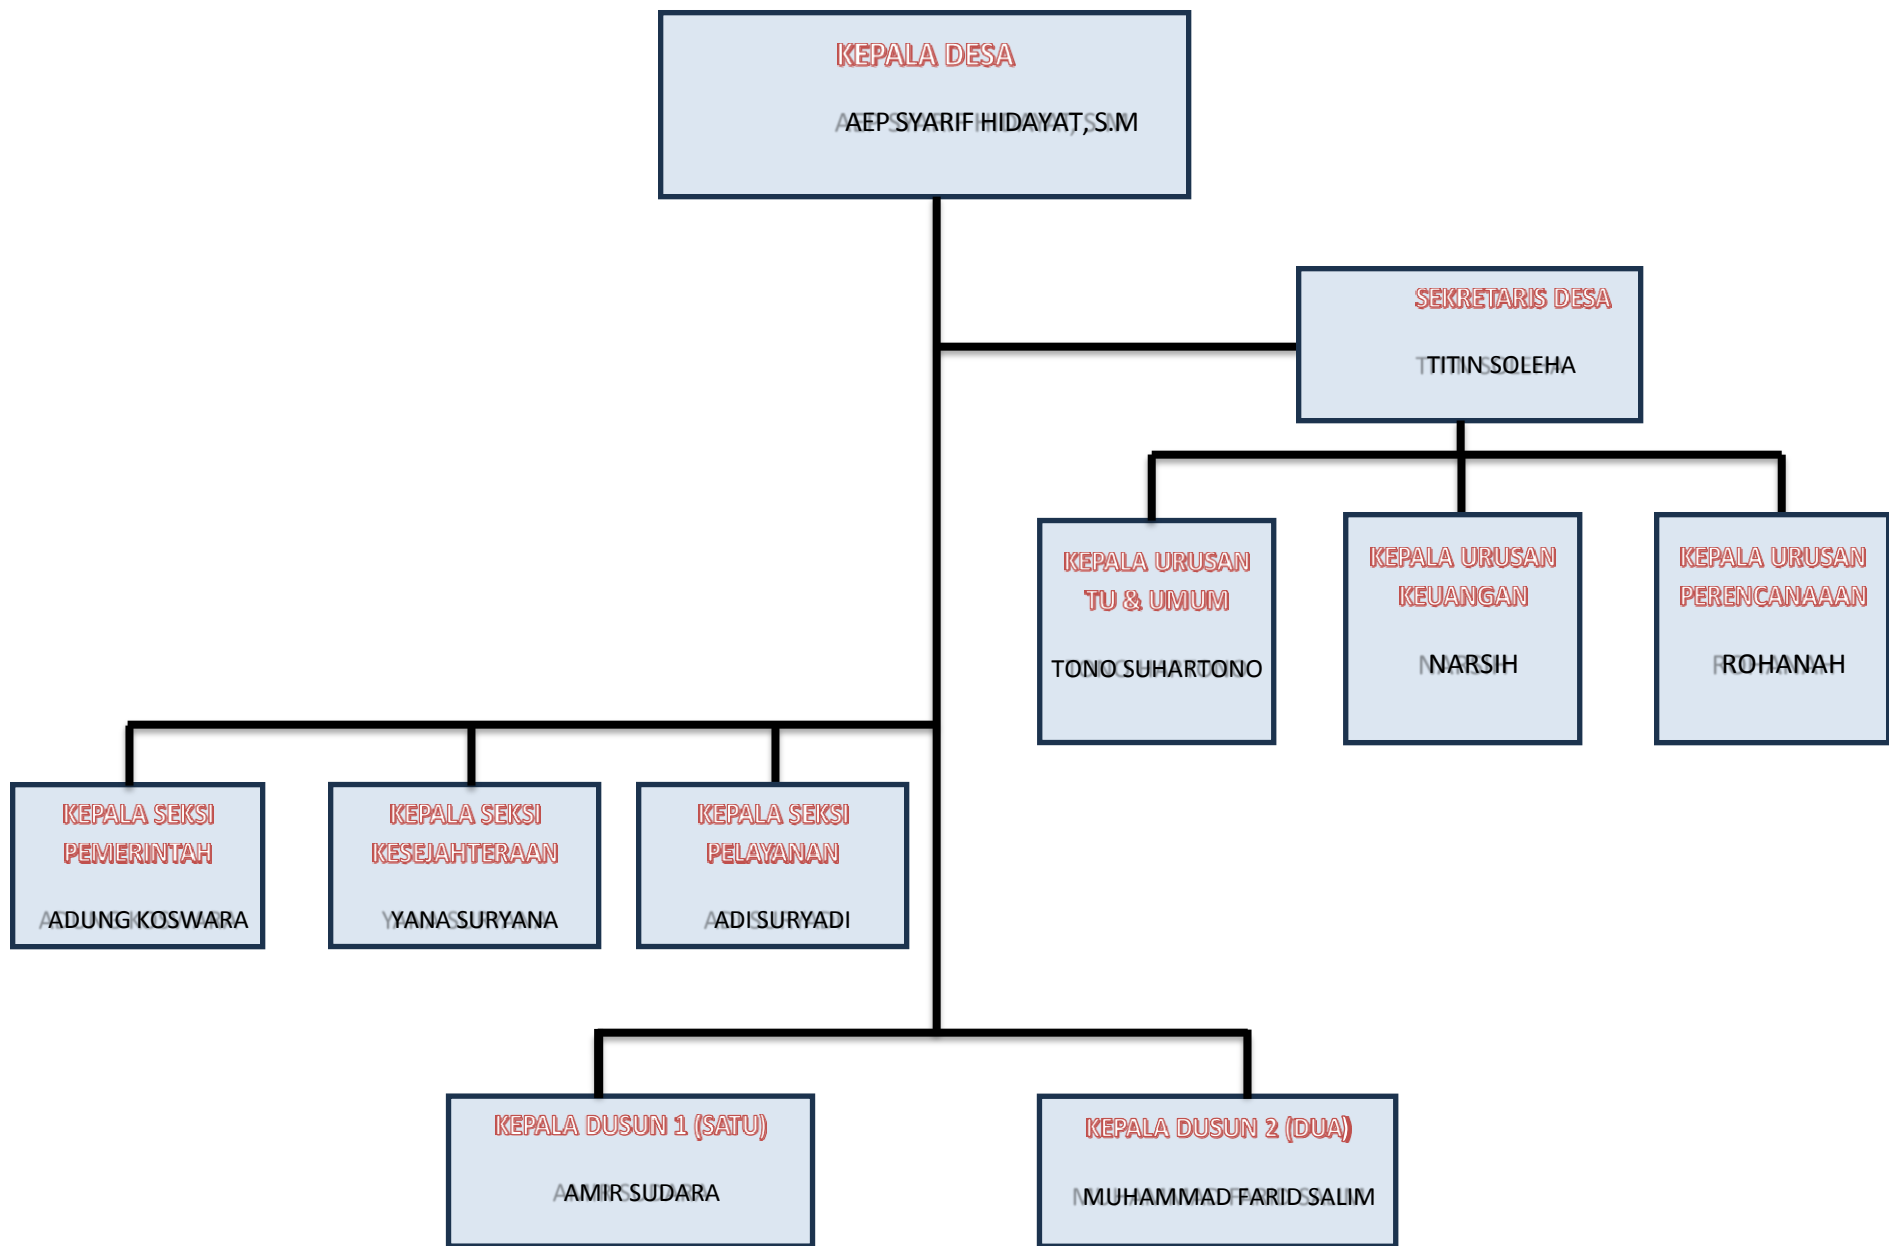 KEPALA DESA
AEP SYARIF HIDAYAT, S.M
SEKRETARIS DESA
TITIN SOLEHA
KEPALA URUSAN
TU & UMUM
TONO SUHARTONO
KEPALA URUSAN
KEUANGAN
NARSIH
KEPALA URUSAN
PERENCANAAAN
ROHANAH
KEPALA SEKSI
PEMERINTAH
ADUNG KOSWARA
KEPALA SEKSI
KESEJAHTERAAN
YANA SURYANA
KEPALA SEKSI
PELAYANAN
ADI SURYADI
KEPALA DUSUN 1 (SATU)
AMIR SUDARA
KEPALA DUSUN 2 (DUA)
MUHAMMAD FARID SALIM